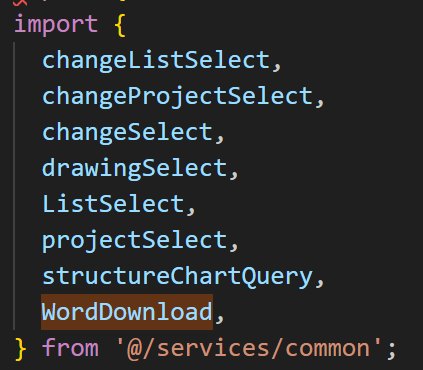 import {
changeListSelect,
changeProjectSelect,
changeSelect,
drawingSelect,
ListSelect,
projectSelect,
structureChartQuery,
WordDownload,
} from '@/services/common';